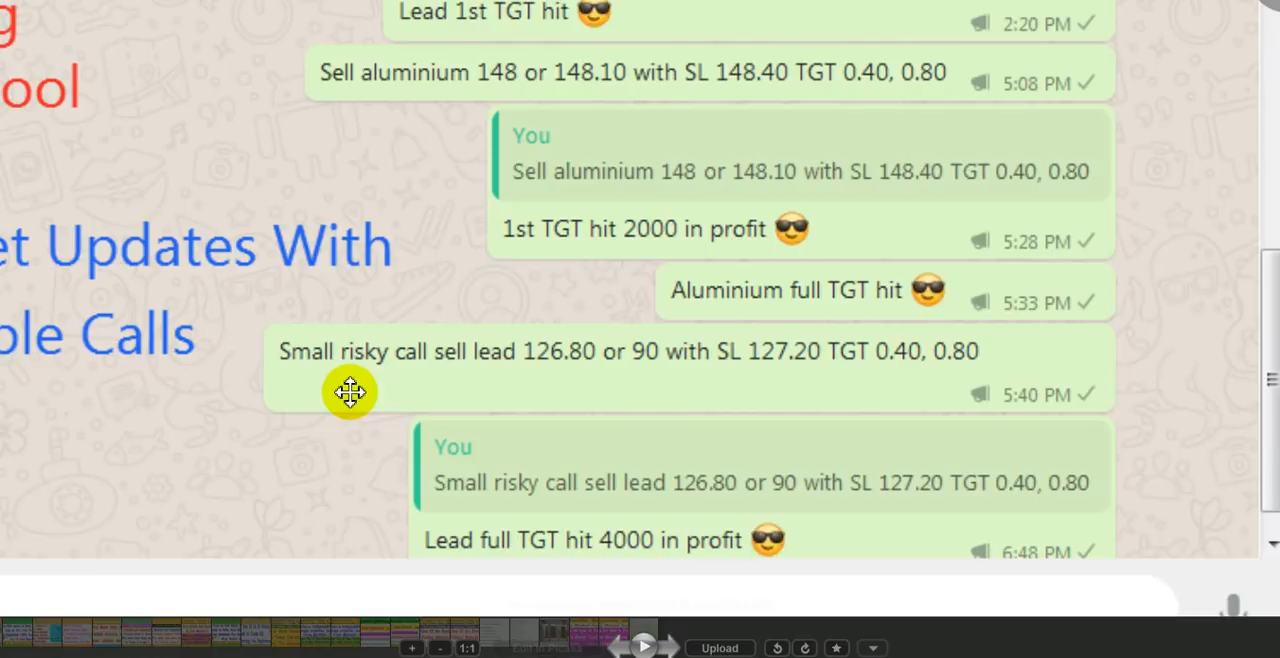 g
ool
et Updates With
ble Calls
Lead 1st TGT hit 😎
2:20 PM
Sell aluminium 148 or 148.10 with SL 148.40 TGT 0.40, 0.80
5:08 PM
You
Sell aluminium 148 or 148.10 with SL 148.40 TGT 0.40, 0.80
1st TGT hit 2000 in profit 😎
5:28 PM
Aluminium full TGT hit 😎
5:33 PM
Small risky call sell lead 126.80 or 90 with SL 127.20 TGT 0.40, 0.80
5:40 PM
You
Small risky call sell lead 126.80 or 90 with SL 127.20 TGT 0.40, 0.80
Lead full TGT hit 4000 in profit 😎
6:48 PM
+ - 1:1
Edit in Picasa
Upload